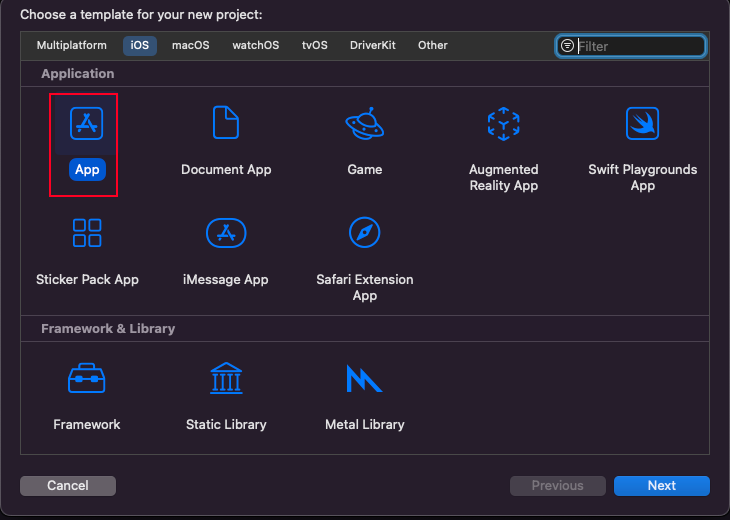 Choose a template for your new project:
Multiplatform iOS macOS watchOS tvOS DriverKit Other Filter
Application
App Document App Game Augmented Reality App Swift Playgrounds App
Sticker Pack App iMessage App Safari Extension App
Framework & Library
Framework Static Library Metal Library
Cancel Previous Next